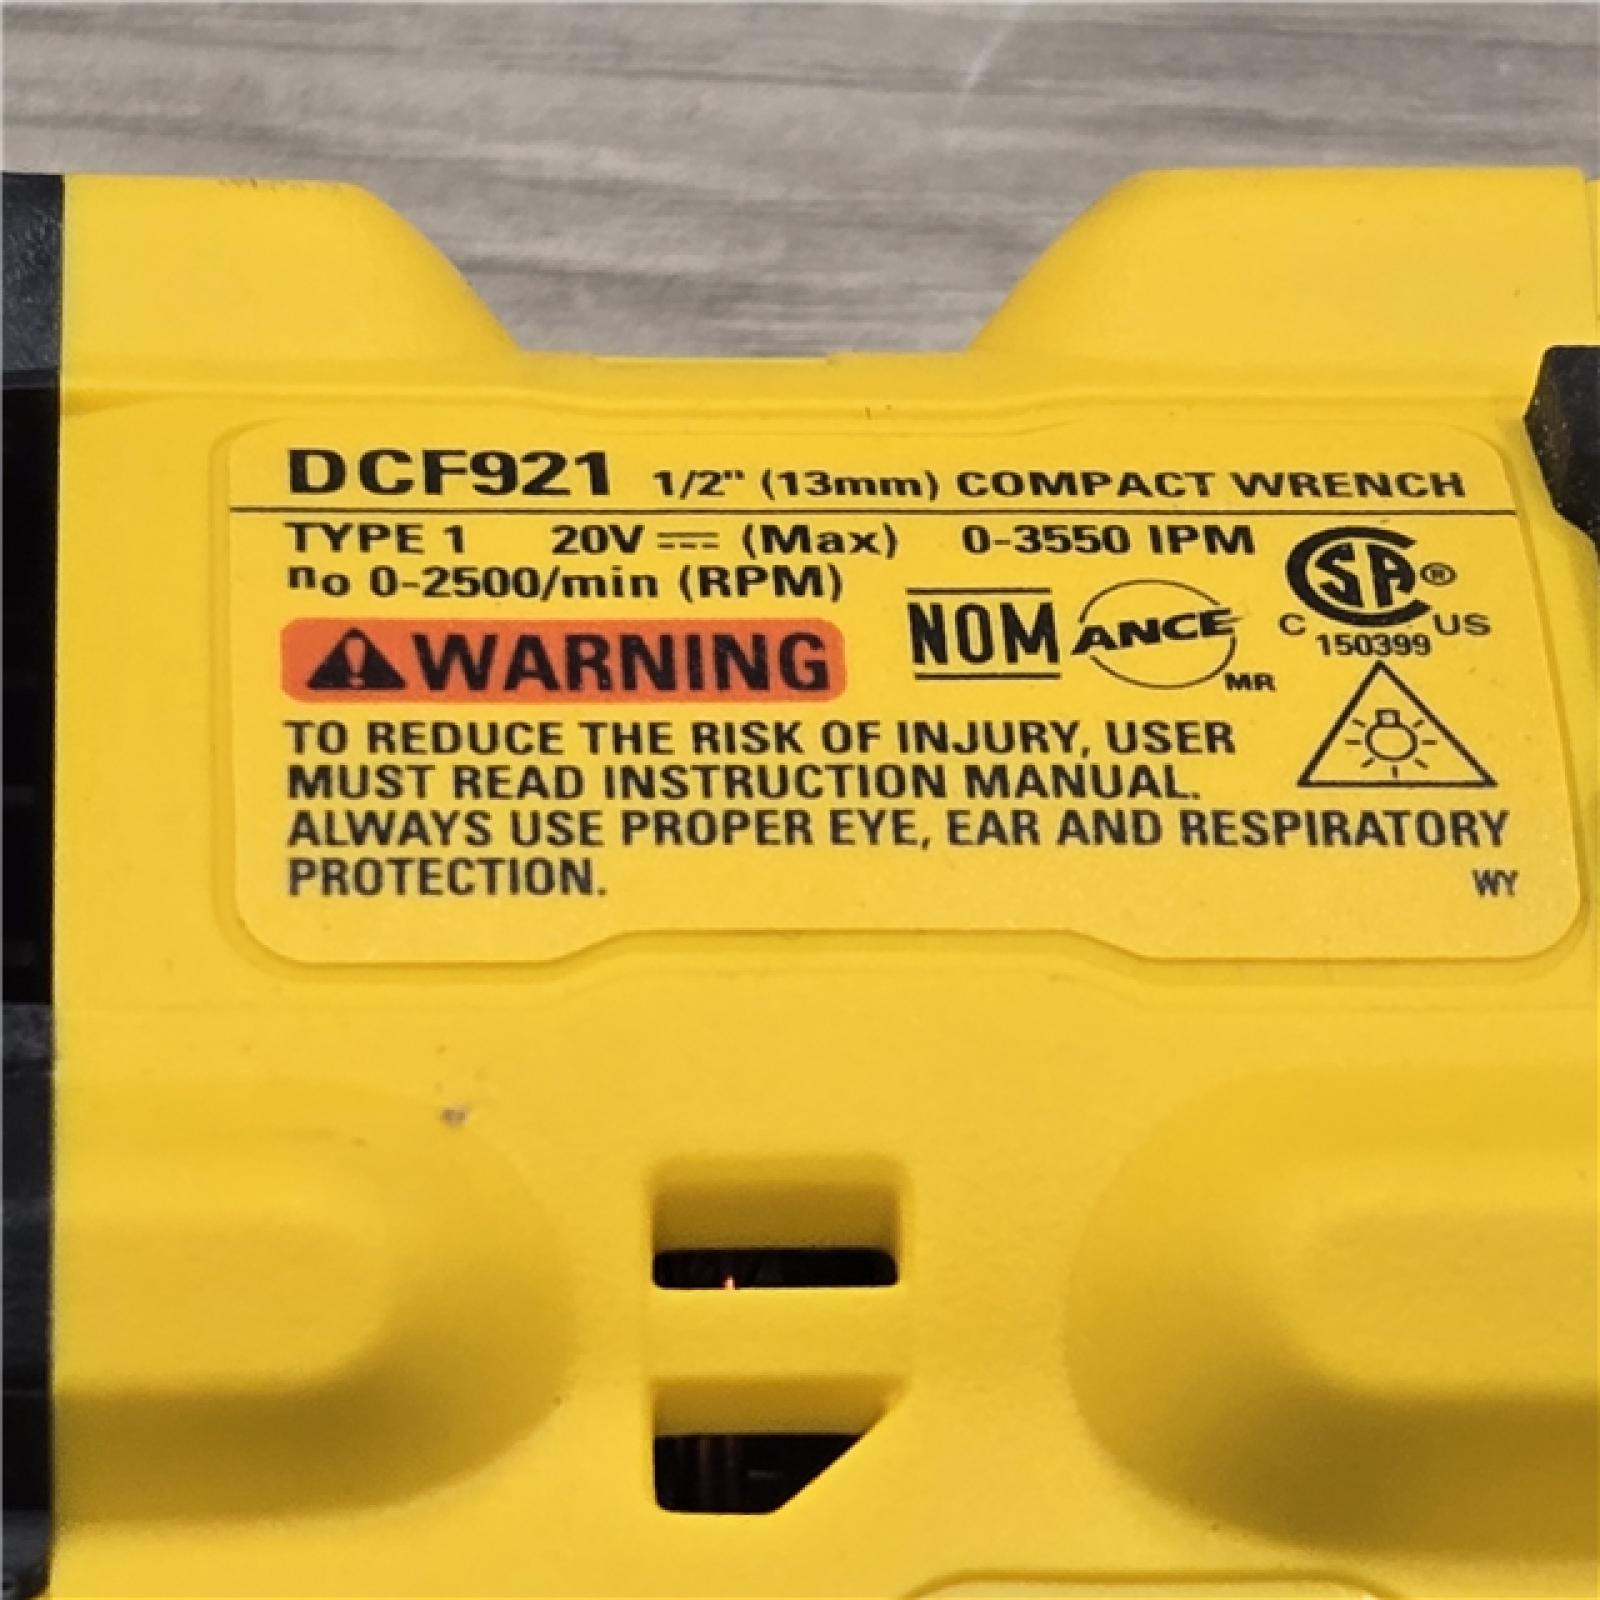 DCF921 1/2" (13mm) COMPACT WRENCH
TYPE 1 20V ⎓ (Max) 0-3550 IPM
no 0-2500/min (RPM)
WARNING
NOM ANCE MR
CSA ® C US
150399
TO REDUCE THE RISK OF INJURY, USER
MUST READ INSTRUCTION MANUAL.
ALWAYS USE PROPER EYE, EAR AND RESPIRATORY
PROTECTION.
WY